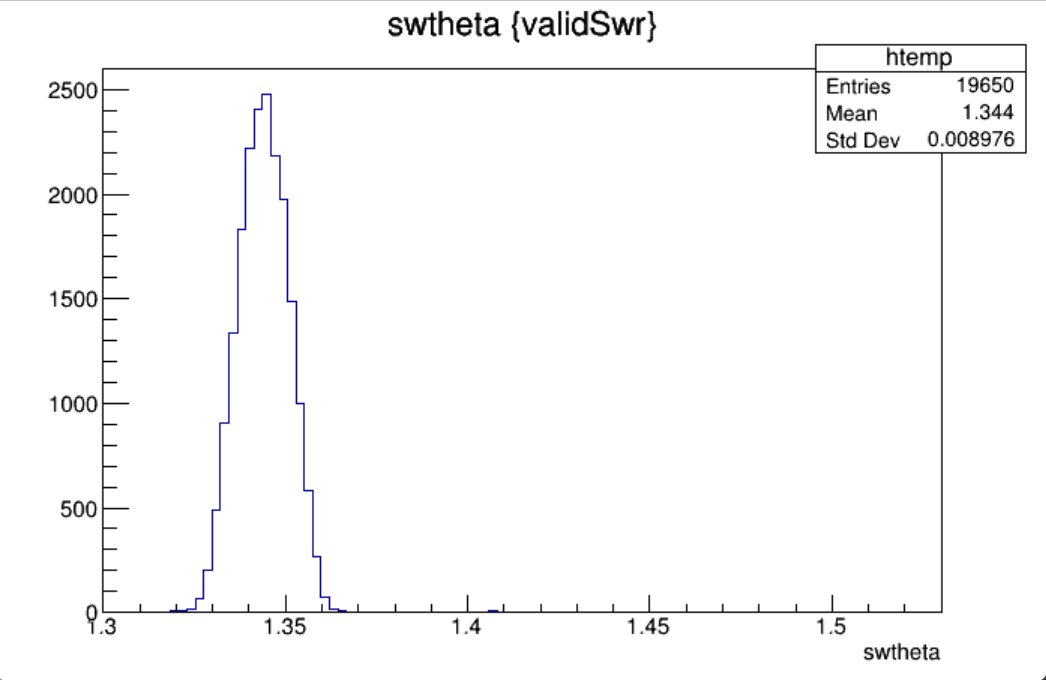 swtheta {validSwr}
htemp
Entries 19650
Mean 1.344
Std Dev 0.008976
2500
2000
1500
1000
500
0
1.3 1.35 1.4 1.45 1.5
swtheta